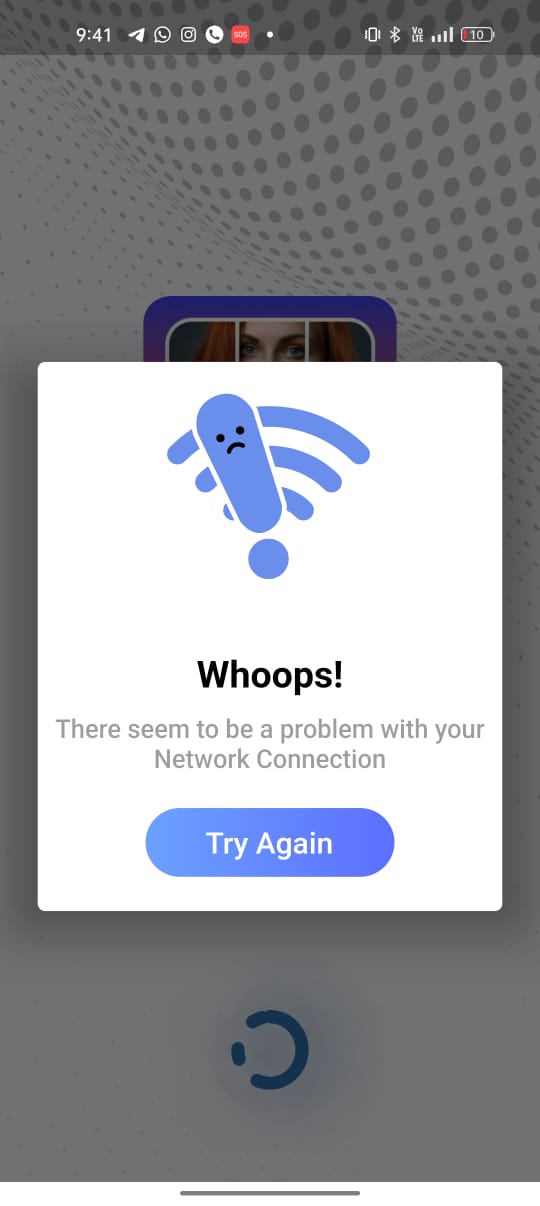 9:41 SOS Vo LTE 10
Whoops!
There seem to be a problem with your
Network Connection
Try Again